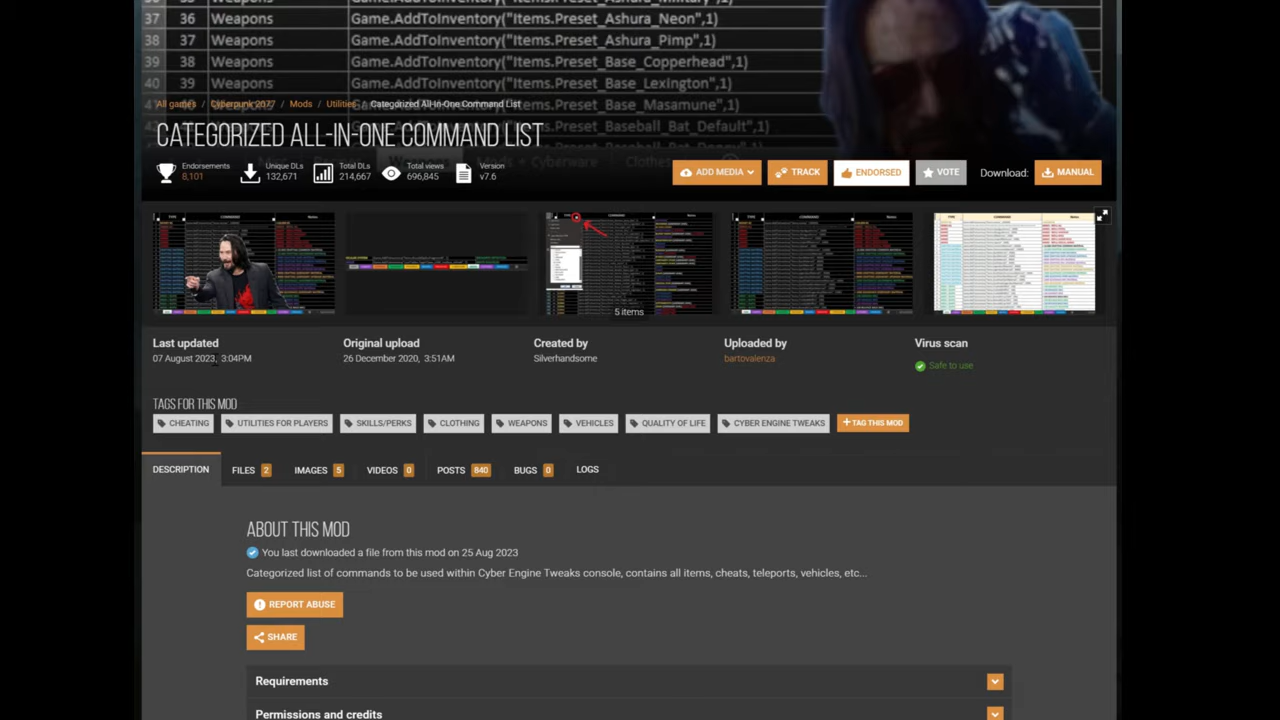 37 36 Weapons Game.AddToInventory("Items.Preset_Ashura_Neon",1)
38 37 Weapons Game.AddToInventory("Items.Preset_Ashura_Pimp",1)
39 38 Weapons Game.AddToInventory("Items.Preset_Base_Copperhead",1)
40 39 Weapons Game.AddToInventory("Items.Preset_Base_Lexington",1)
Game.AddToInventory("Items.Preset_Base_Masamune",1)
All games / Cyberpunk 2077 / Mods / Utilities / Categorized All-In-One Command List
CATEGORIZED ALL-IN-ONE COMMAND LIST
Endorsements Unique DLs Total DLs Total views Version
8,101 132,671 214,667 696,845 v7.6
ADD MEDIA TRACK ENDORSED VOTE Download: MANUAL
5 items
Last updated Original upload Created by Uploaded by Virus scan
07 August 2023, 3:04PM 26 December 2020, 3:51AM Silverhandsome bartovalenza Safe to use
TAGS FOR THIS MOD
CHEATING UTILITIES FOR PLAYERS SKILLS/PERKS CLOTHING WEAPONS VEHICLES QUALITY OF LIFE CYBER ENGINE TWEAKS +TAG THIS MOD
DESCRIPTION FILES 2 IMAGES 5 VIDEOS 0 POSTS 840 BUGS 0 LOGS
ABOUT THIS MOD
You last downloaded a file from this mod on 25 Aug 2023
Categorized list of commands to be used within Cyber Engine Tweaks console, contains all items, cheats, teleports, vehicles, etc...
REPORT ABUSE
SHARE
Requirements
Permissions and credits